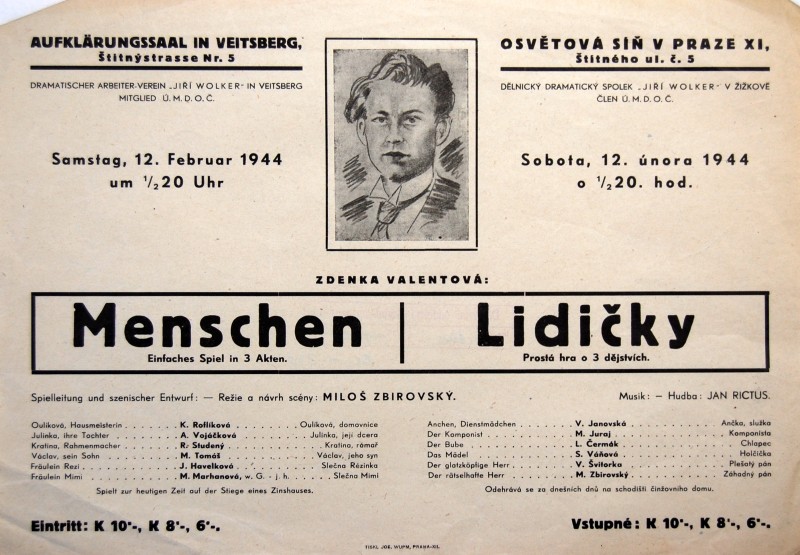 AUFKLÄRUNGSSAAL IN VEITSBERG,
Štitnýstrasse Nr. 5
DRAMATISCHER ARBEITER-VEREIN „JIŘÍ WOLKER" IN VEITSBERG
MITGLIED Ú. M. D. O. Č.
Samstag, 12. Februar 1944
um ½20 Uhr
OSVĚTOVÁ SÍŇ V PRAZE XI,
Štítného ul. č. 5
DĚLNICKÝ DRAMATICKÝ SPOLEK „JIŘÍ WOLKER" V ŽIŽKOVĚ
ČLEN Ú. M. D. O. Č.
Sobota, 12. února 1944
o ½20. hod.
ZDENKA VALENTOVÁ:
Menschen
Einfaches Spiel in 3 Akten.
Lidičky
Prostá hra o 3 dějstvích.
Spielleitung und szenischer Entwurf: — Režie a návrh scény: MILOŠ ZBIROVSKÝ.
Musik: – Hudba: JAN RICTUS.
Oulíková, Hausmeisterin . . . . . . . K. Roflíková . . . . . . . Oulíková, domovnice
Julinka, ihre Tochter . . . . . . . A. Vojáčková . . . . . . . Julinka, její dcera
Kratina, Rahmenmacher . . . . . . . R. Studený . . . . . . . Kratina, rámař
Václav, sein Sohn . . . . . . . M. Tomáš . . . . . . . Václav, jeho syn
Fräulein Rezi . . . . . . . J. Havelková . . . . . . . Slečna Rézinka
Fräulein Mimi . . . . . . . M. Marhanová, w. G. - j. h. . . . . . . . Slečna Mimi
Spielt zur heutigen Zeit auf der Stiege eines Zinshauses.
Anchen, Dienstmädchen . . . . . . . V. Janovská . . . . . . . Ančka, služka
Der Komponist . . . . . . . M. Juraj . . . . . . . Komponista
Der Bube . . . . . . . L. Čermák . . . . . . . Chlapec
Das Mädel . . . . . . . S. Váňová . . . . . . . Holčička
Der glatzköpfige Herr . . . . . . . V. Švitorka . . . . . . . Plešatý pán
Der rätselhafte Herr . . . . . . . M. Zbirovský . . . . . . . Záhadný pán
Odehrává se za dnešních dnů na schodišti činžovního domu.
Eintritt: K 10·-, K 8·-, 6·-.
Vstupné: K 10·-, K 8·-, 6·-.
TISKL JOE. WUPM, PRAHA-XII.